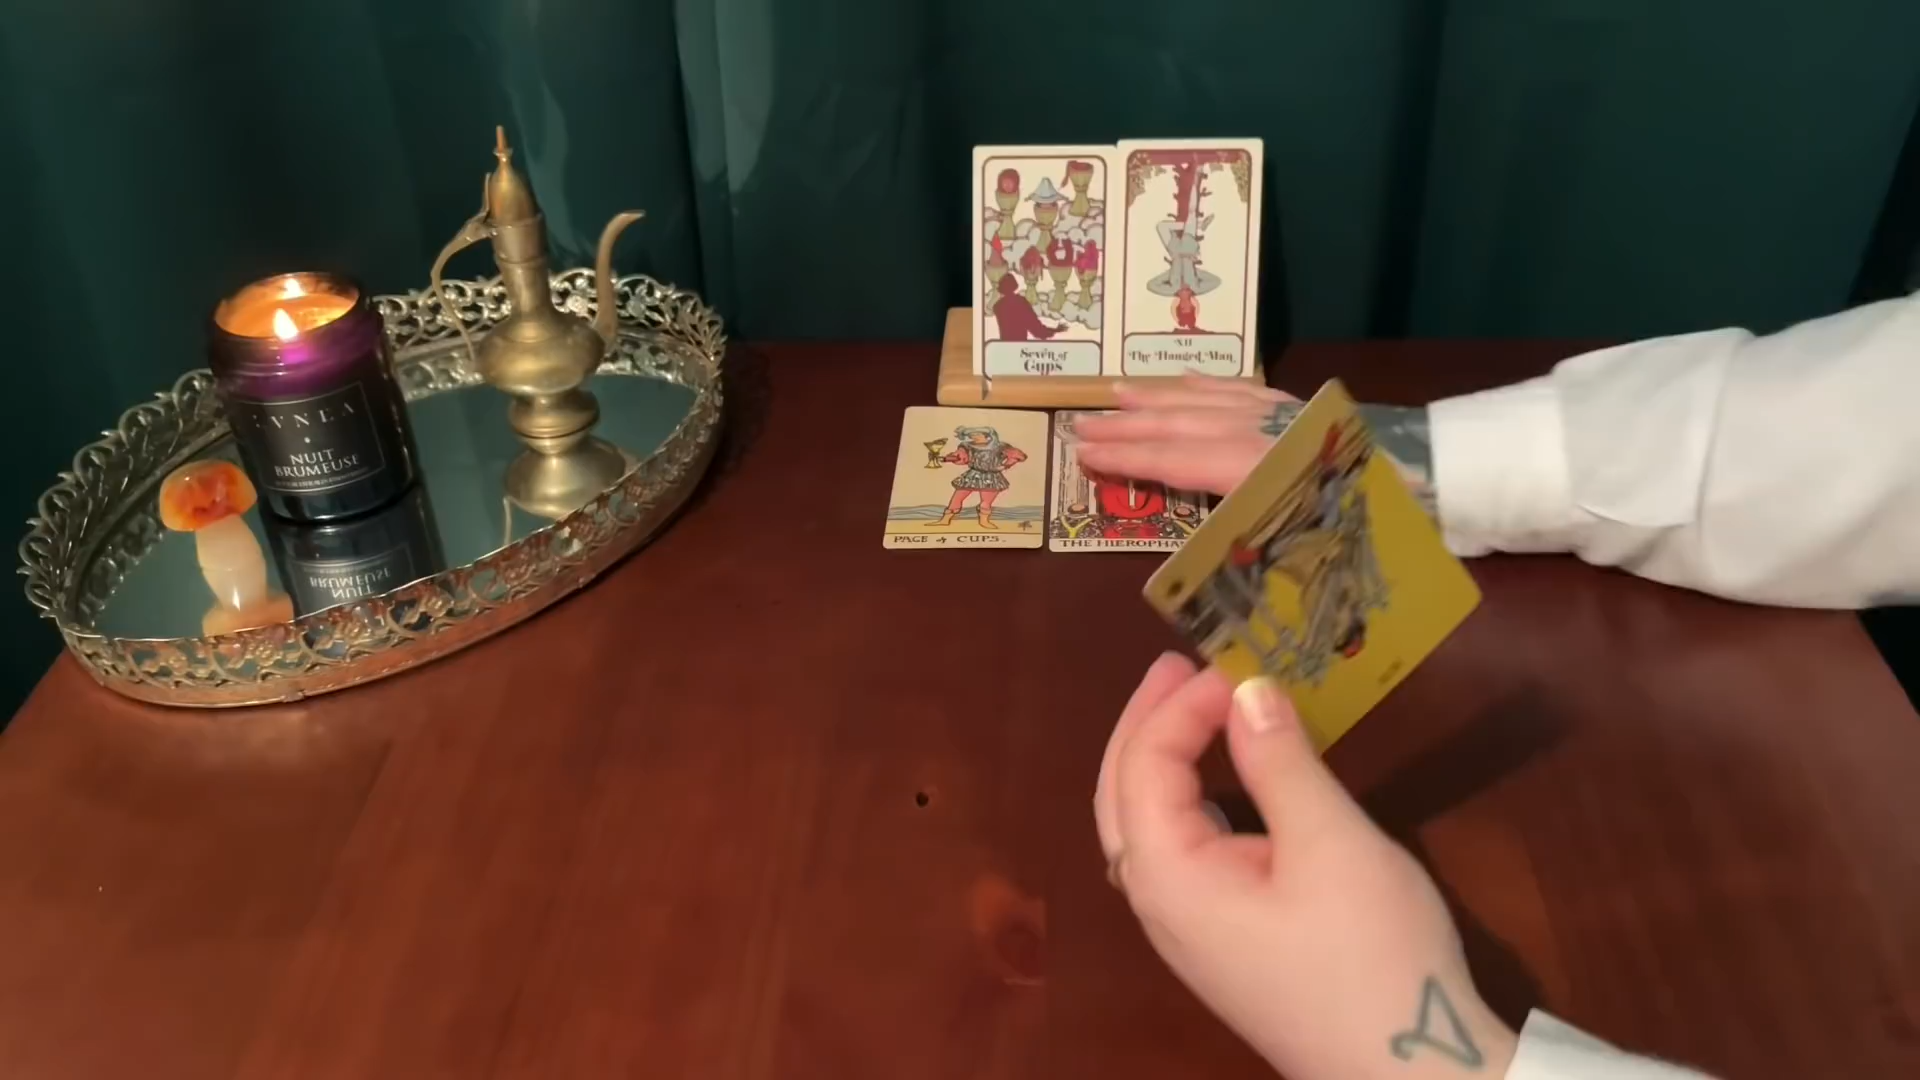 NUIT
BRUMEUSE
Seven of
Cups
XII
The Hanged Man
PAGE of CUPS.
THE HIEROPHA